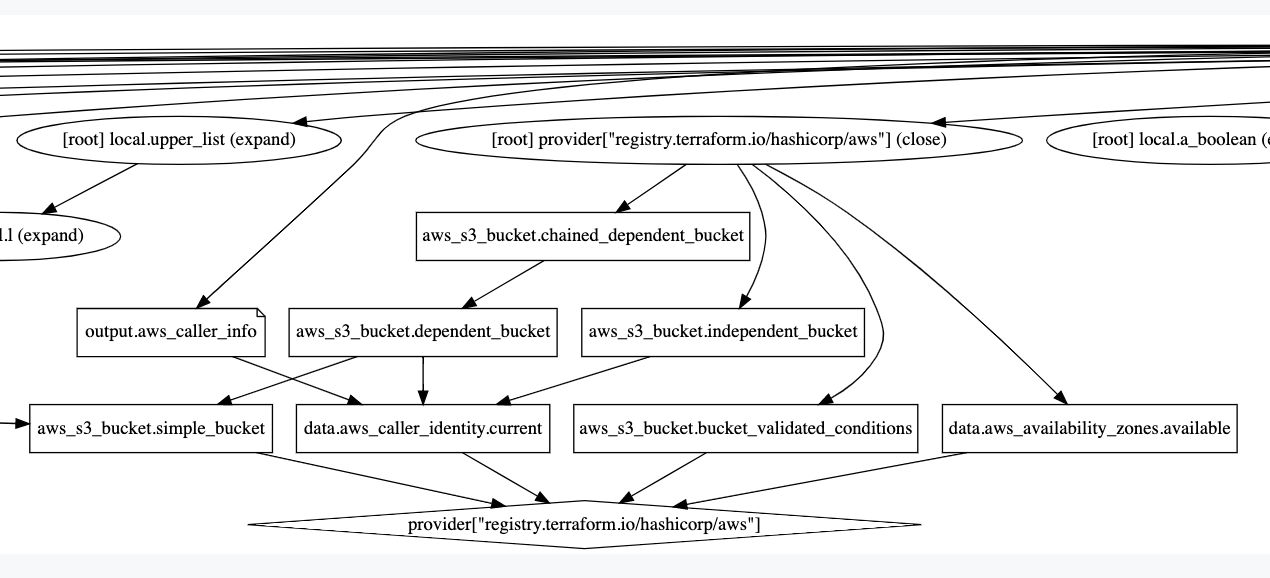 [root] local.upper_list (expand)
[root] provider["registry.terraform.io/hashicorp/aws"] (close)
[root] local.a_boolean (
(expand)
aws_s3_bucket.chained_dependent_bucket
output.aws_caller_info
aws_s3_bucket.dependent_bucket
aws_s3_bucket.independent_bucket
aws_s3_bucket.simple_bucket
data.aws_caller_identity.current
aws_s3_bucket.bucket_validated_conditions
data.aws_availability_zones.available
provider["registry.terraform.io/hashicorp/aws"]